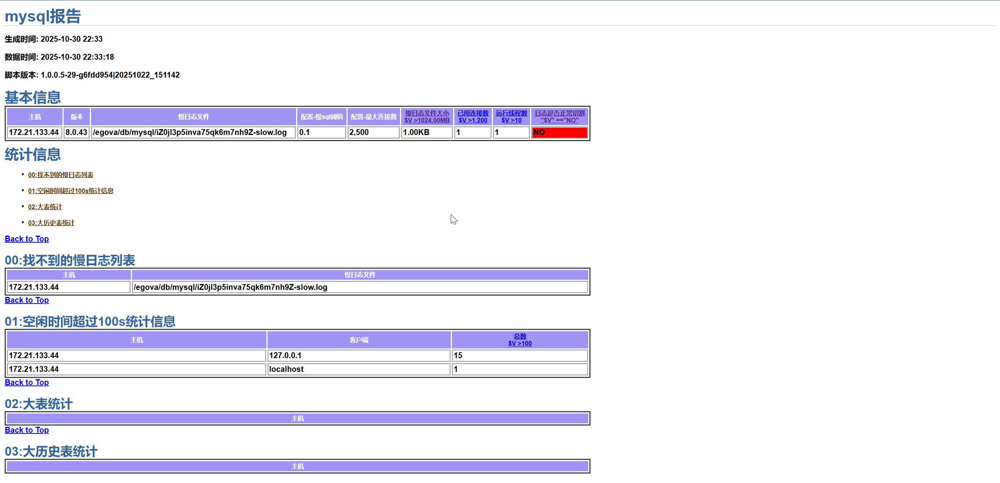 mysql报告
生成时间: 2025-10-30 22:33
数据时间: 2025-10-30 22:33:18
脚本版本: 1.0.0.5-29-g6fdd954|20251022_151142
基本信息
主机 版本 慢日志文件 配置-慢sql阈值 配置-最大连接数 慢日志文件大小 $V >1024.00MB 已用连接数 $V >1,200 运行线程数 $V >10 日志是否正常切割 "$V" =="NO"
172.21.133.44 8.0.43 /egova/db/mysql/iZ0jl3p5inva75qk6m7nh9Z-slow.log 0.1 2,500 1.00KB 1 1 NO
统计信息
• 00:找不到的慢日志列表
• 01:空闲时间超过100s统计信息
• 02:大表统计
• 03:大历史表统计
Back to Top
00:找不到的慢日志列表
主机 慢日志文件
172.21.133.44 /egova/db/mysql/iZ0jl3p5inva75qk6m7nh9Z-slow.log
Back to Top
01:空闲时间超过100s统计信息
主机 客户端 总数 $V >100
172.21.133.44 127.0.0.1 15
172.21.133.44 localhost 1
Back to Top
02:大表统计
主机
Back to Top
03:大历史表统计
主机